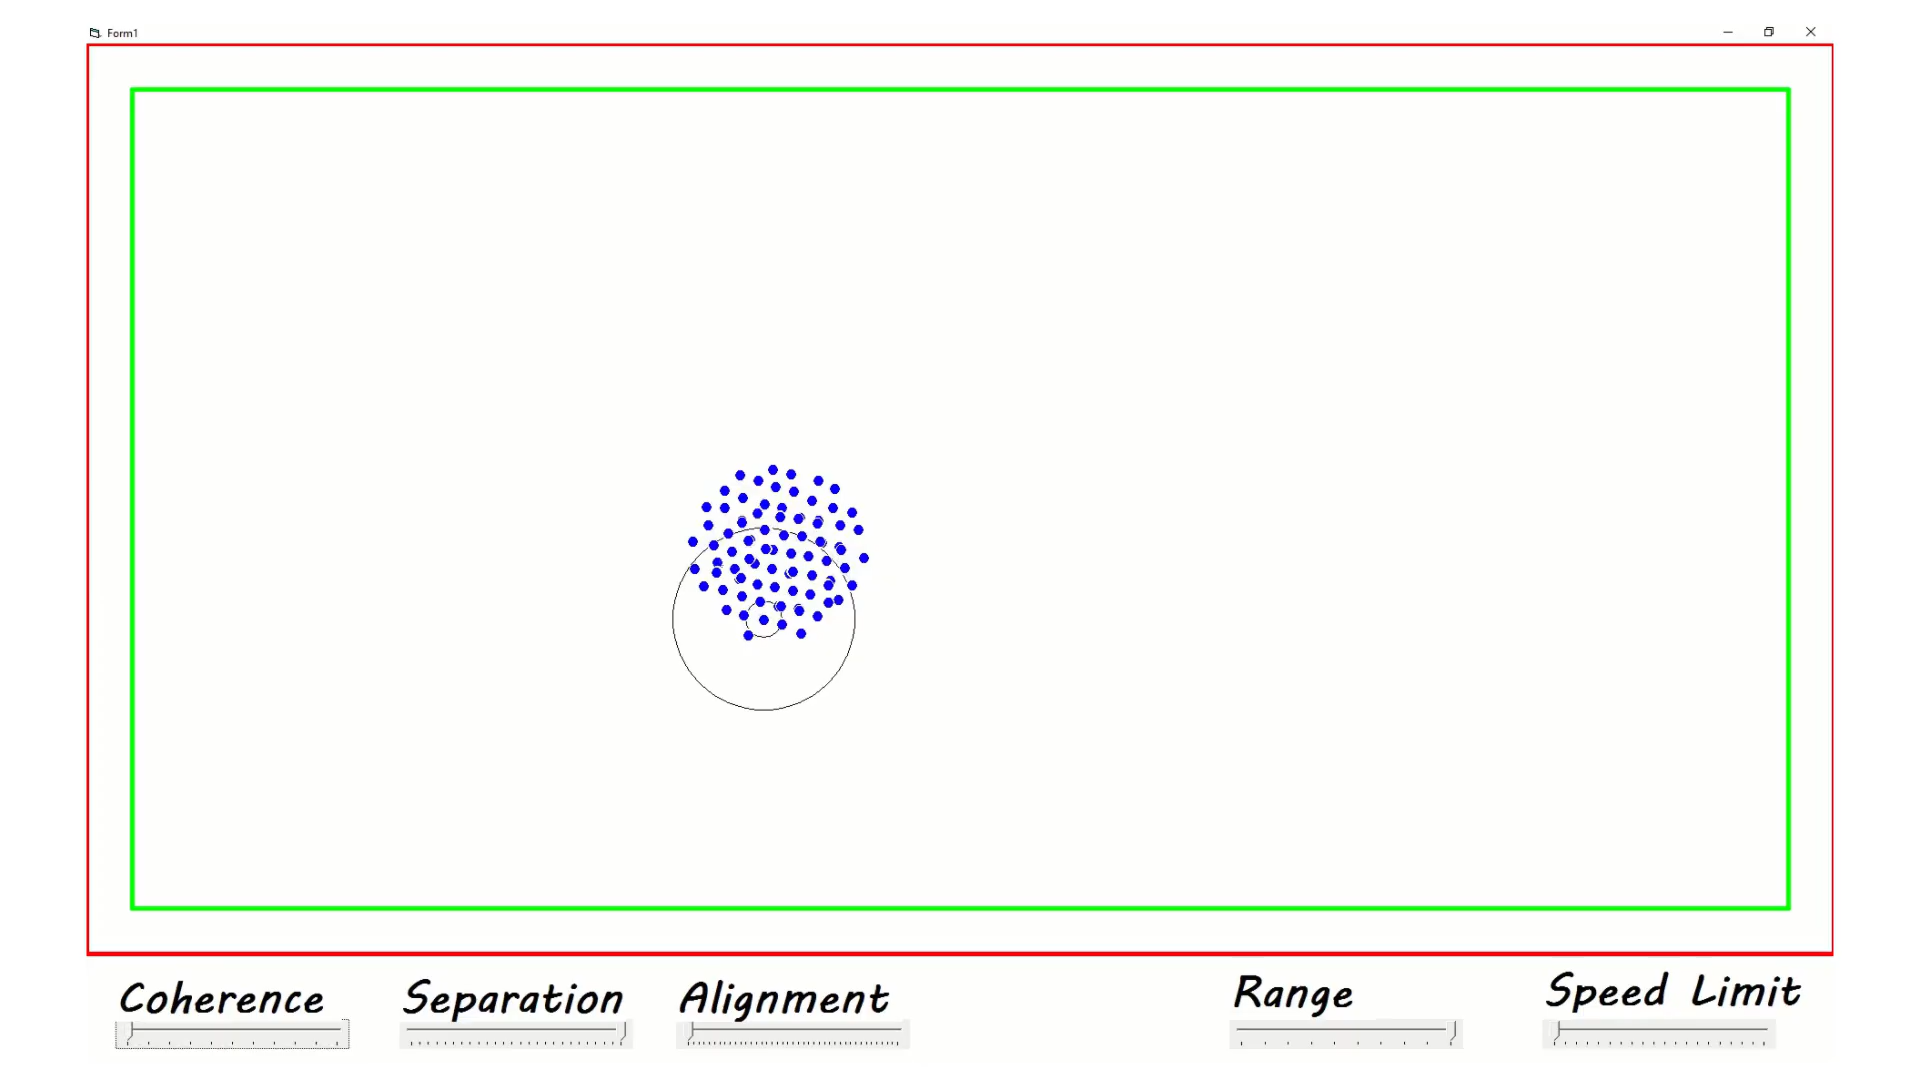 Form1
Coherence
Separation
Alignment
Range
Speed Limit